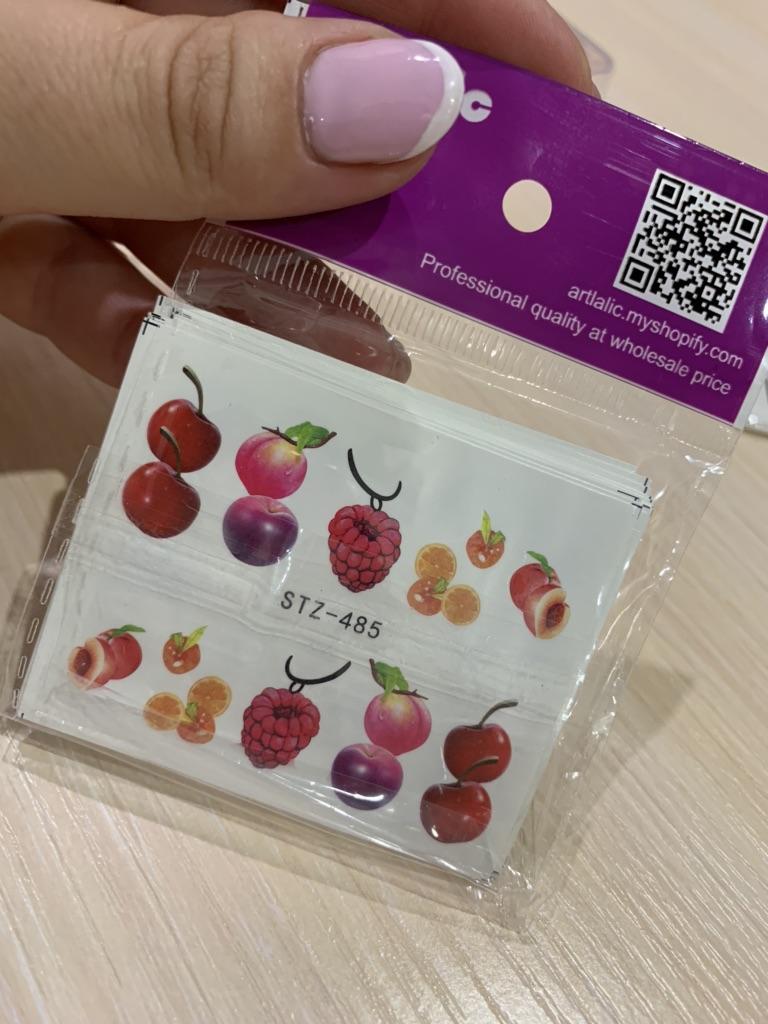 artlalic.myshopify.com
Professional quality at wholesale price
STZ-485